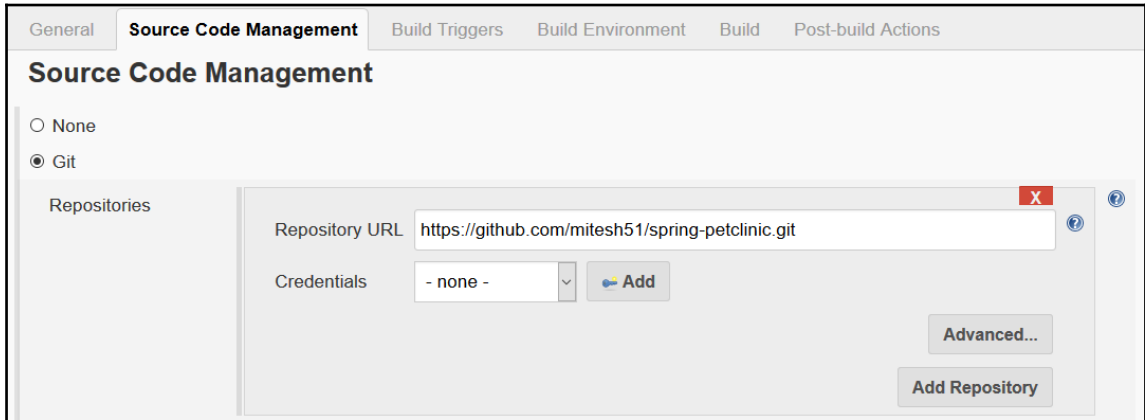 General Source Code Management Build Triggers Build Environment Build Post-build Actions
Source Code Management
None
Git
Repositories
X
Repository URL https://github.com/mitesh51/spring-petclinic.git
Credentials - none - Add
Advanced...
Add Repository